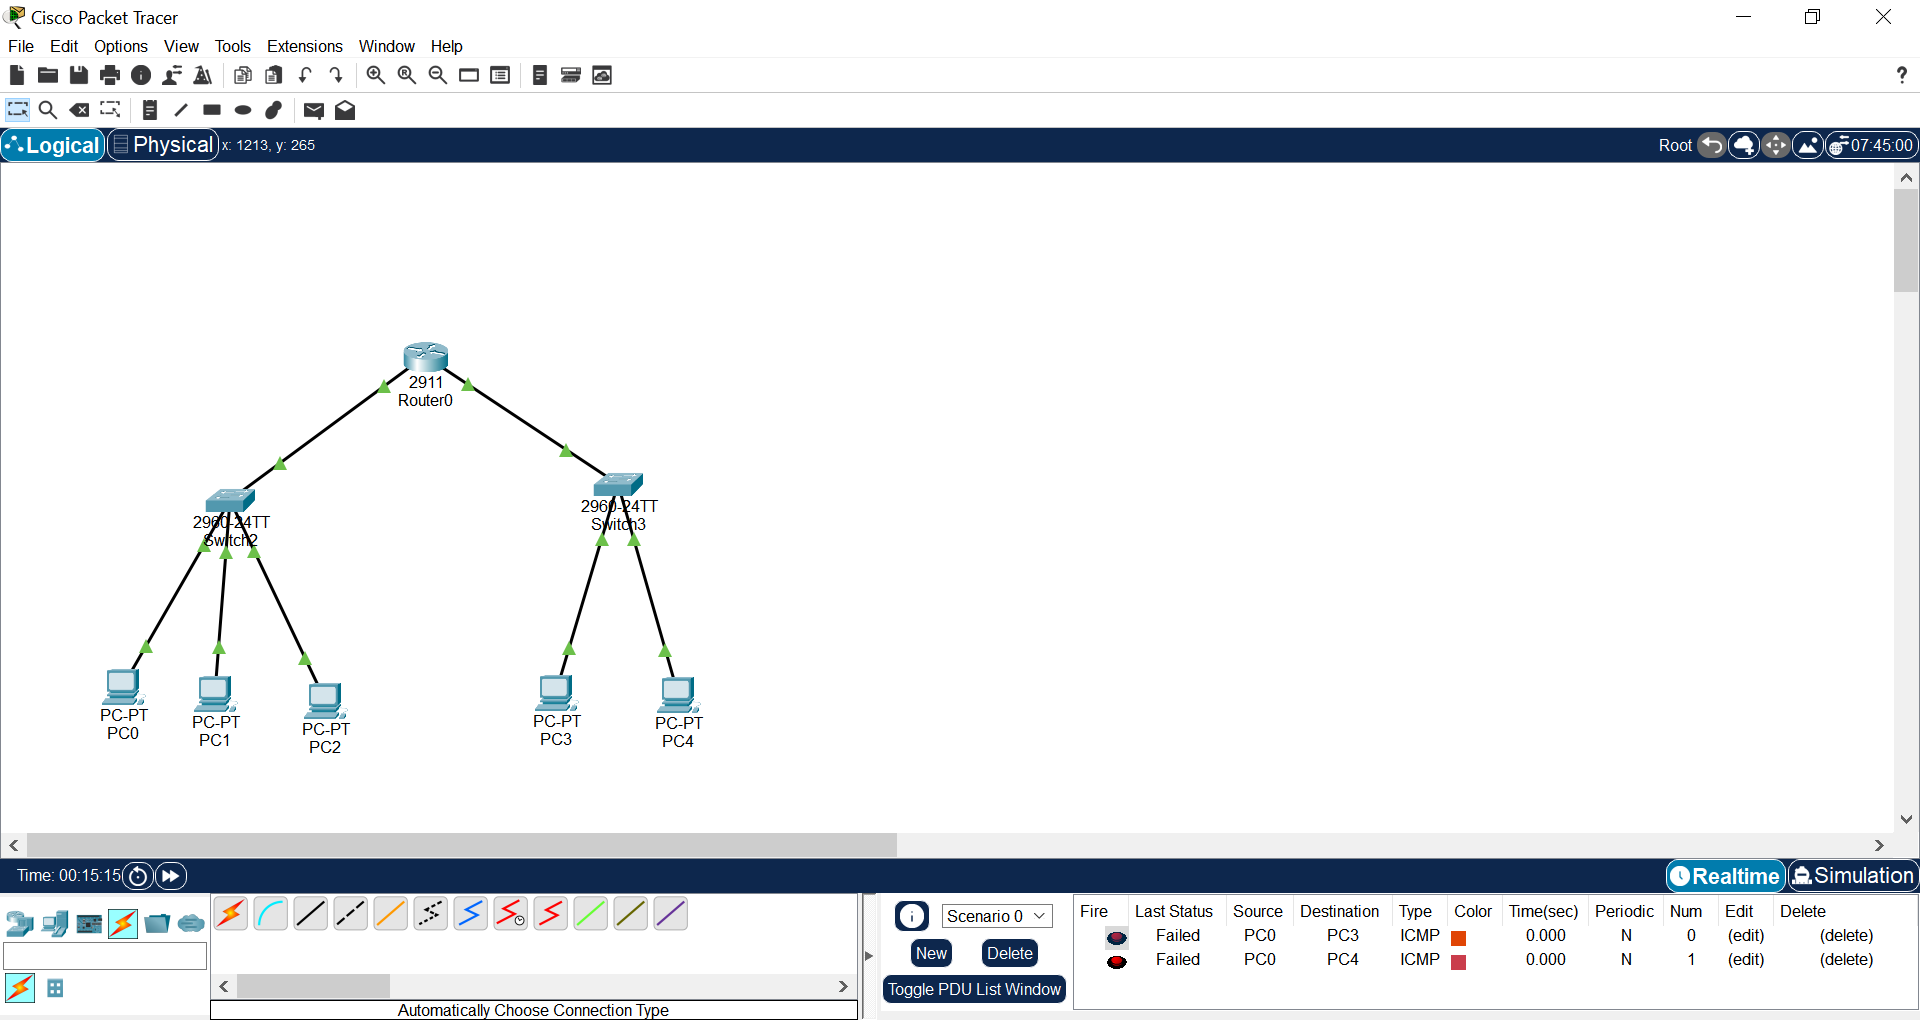 Cisco Packet Tracer
File Edit Options View Tools Extensions Window Help
?
Logical Physical x: 1213, y: 265 Root 07:45:00
2911
Router0
2960-24TT
Switch3
2960-24TT
Switch2
PC-PT
PC0
PC-PT
PC1
PC-PT
PC2
PC-PT
PC3
PC-PT
PC4
Time: 00:15:15 Realtime Simulation
Scenario 0
New Delete
Toggle PDU List Window
Fire Last Status Source Destination Type Color Time(sec) Periodic Num Edit Delete
Failed PC0 PC3 ICMP 0.000 N 0 (edit) (delete)
Failed PC0 PC4 ICMP 0.000 N 1 (edit) (delete)
Automatically Choose Connection Type